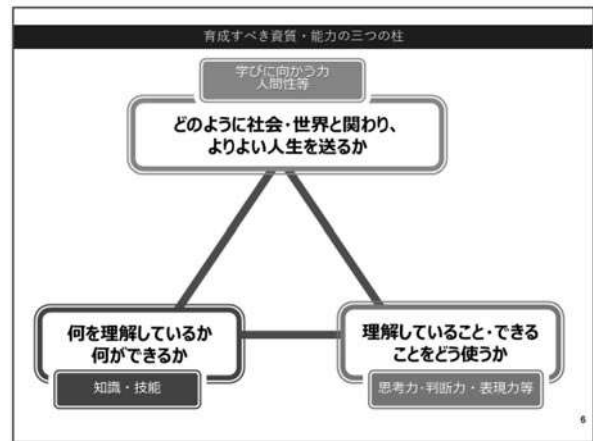 育成すべき資質・能力の三つの柱
学びに向かう力
人間性等
どのように社会・世界と関わり、
よりよい人生を送るか
何を理解しているか
何ができるか
知識・技能
理解していること・できる
ことをどう使うか
思考力・判断力・表現力等
6